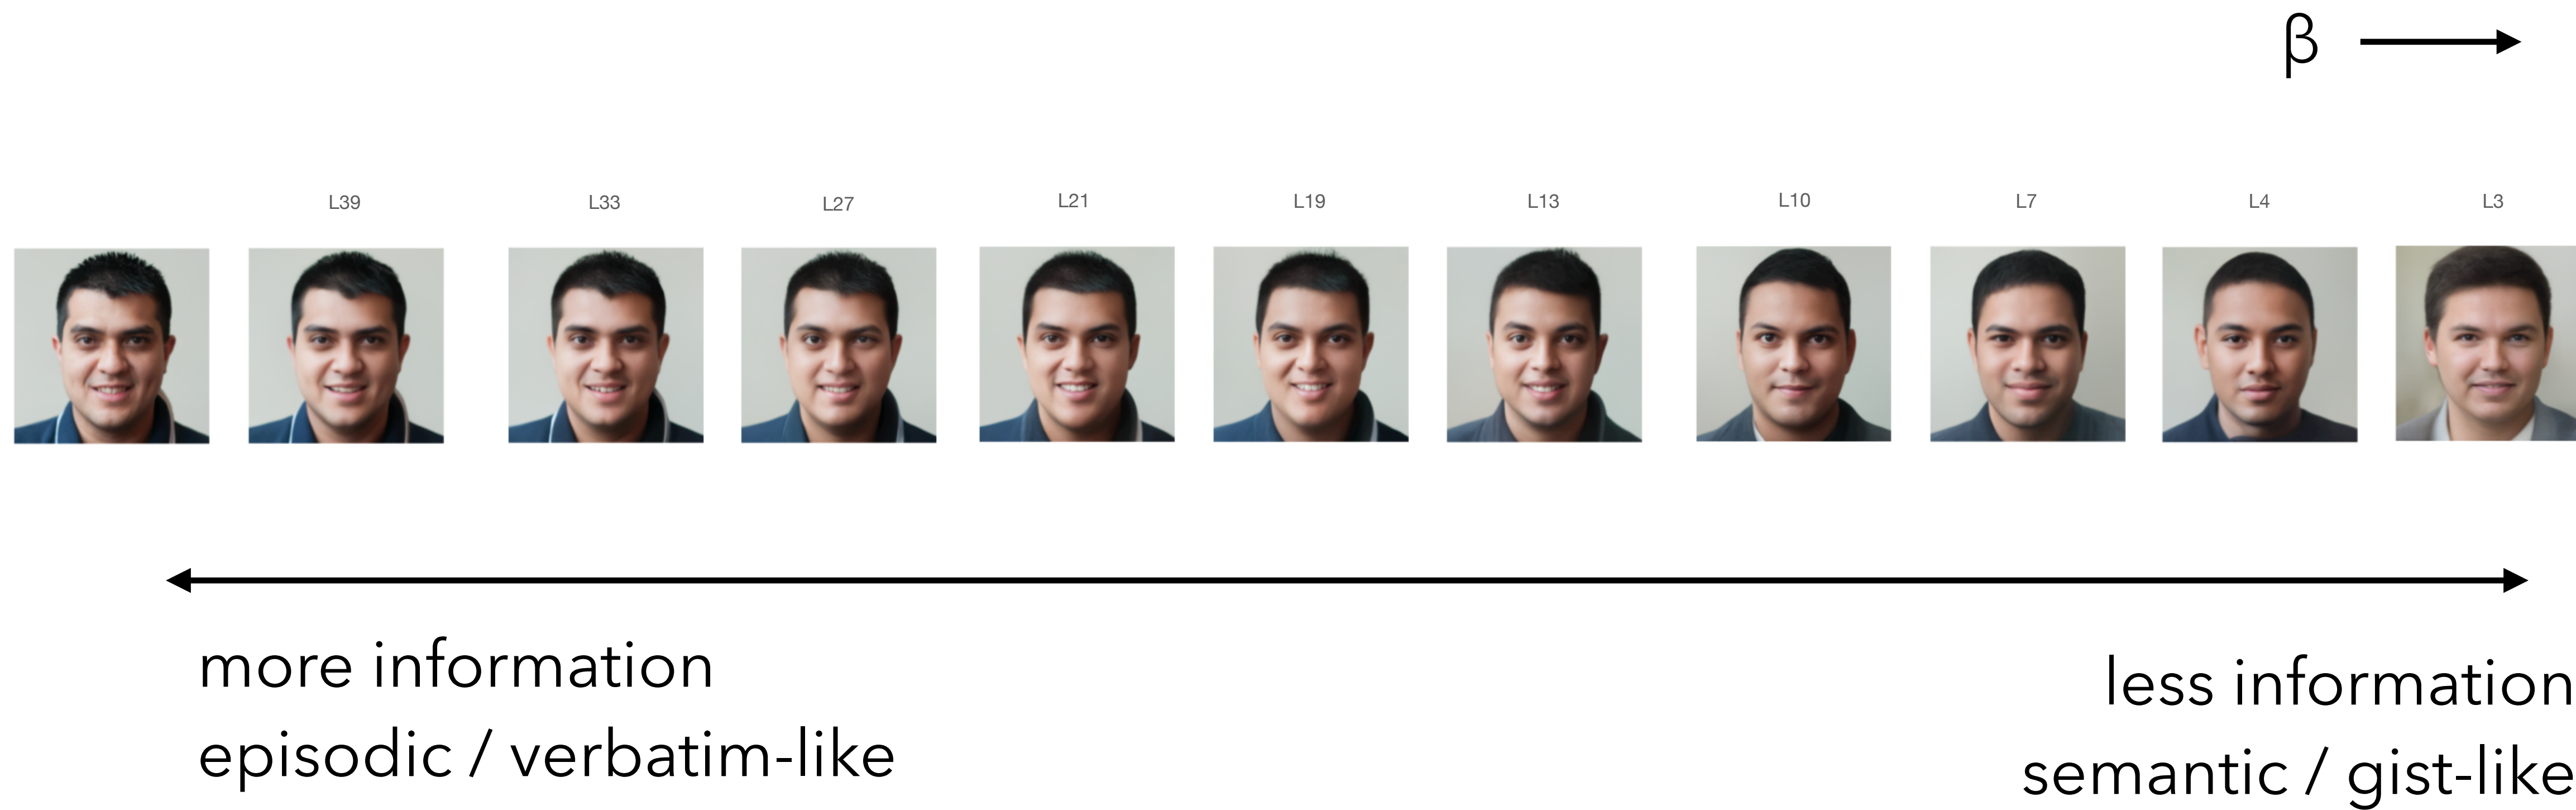 β
L39 L33 L27 L21 L19 L13 L10 L7 L4 L3
more information
episodic / verbatim-like
less information
semantic / gist-like